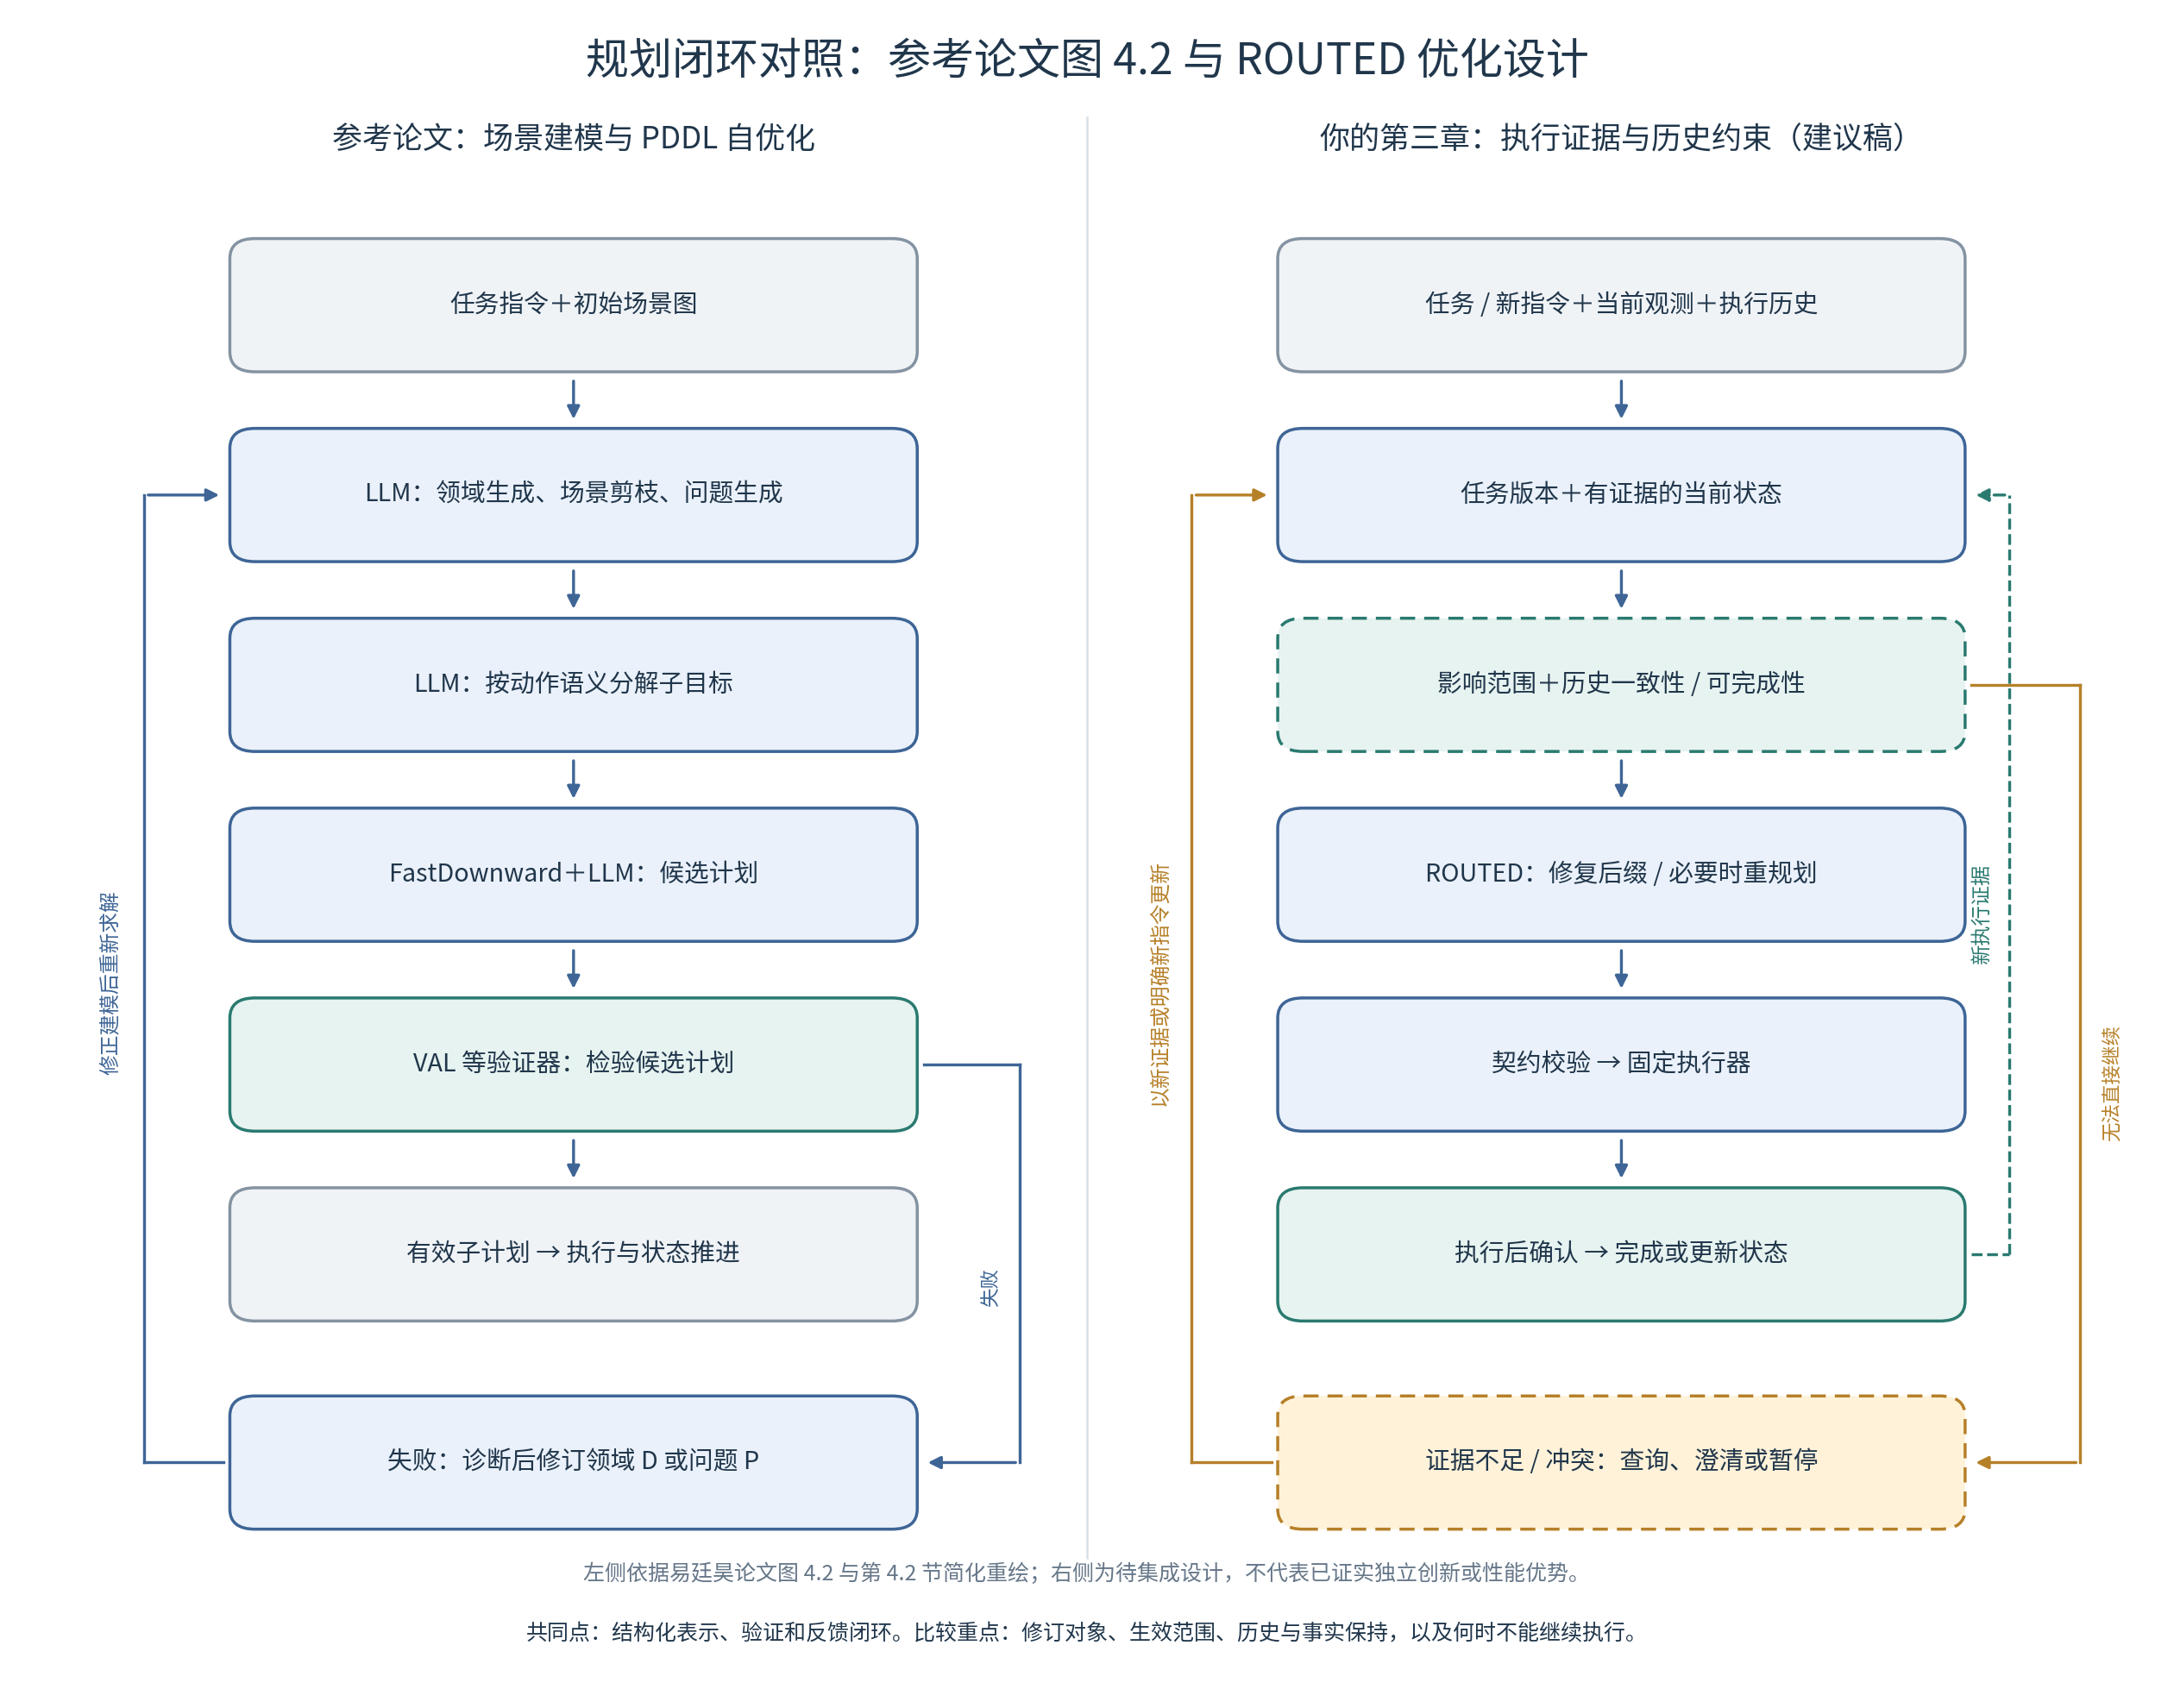 规划闭环对照：参考论文图 4.2 与 ROUTED 优化设计
参考论文：场景建模与 PDDL 自优化
任务指令＋初始场景图
LLM：领域生成、场景剪枝、问题生成
LLM：按动作语义分解子目标
FastDownward＋LLM：候选计划
VAL 等验证器：检验候选计划
有效子计划 → 执行与状态推进
失败：诊断后修订领域 D 或问题 P
修正建模后重新求解
失败
你的第三章：执行证据与历史约束（建议稿）
任务 / 新指令＋当前观测＋执行历史
任务版本＋有证据的当前状态
影响范围＋历史一致性 / 可完成性
ROUTED：修复后缀 / 必要时重规划
契约校验 → 固定执行器
执行后确认 → 完成或更新状态
证据不足 / 冲突：查询、澄清或暂停
以新证据或明确新指令更新
新执行证据
无法直接继续
左侧依据易廷昊论文图 4.2 与第 4.2 节简化重绘；右侧为待集成设计，不代表已证实独立创新或性能优势。
共同点：结构化表示、验证和反馈闭环。比较重点：修订对象、生效范围、历史与事实保持，以及何时不能继续执行。